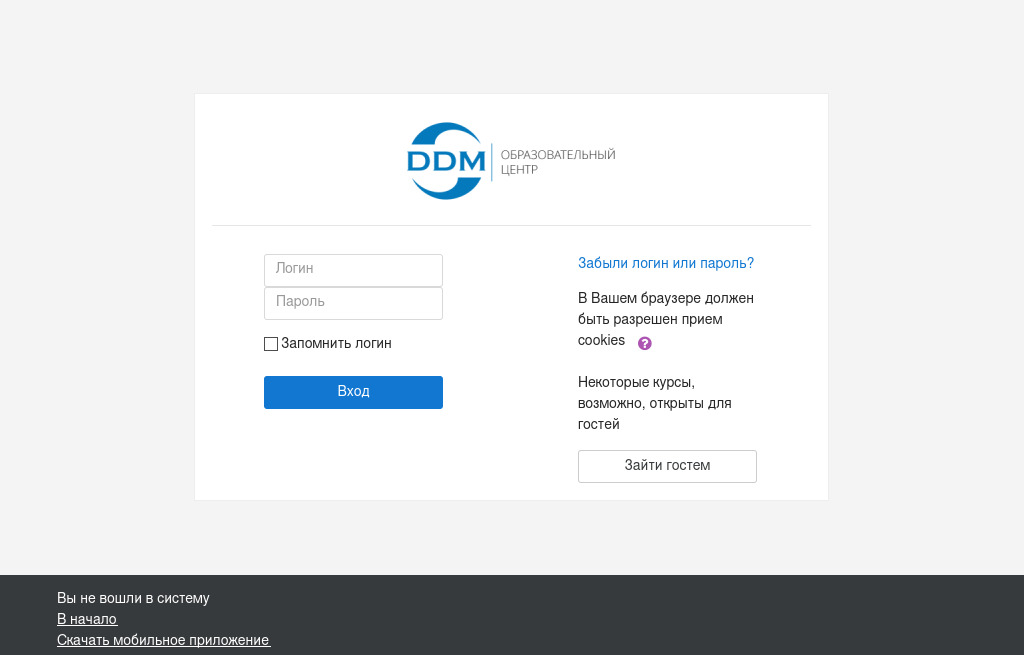 DDM
ОБРАЗОВАТЕЛЬНЫЙ
ЦЕНТР
Логин
Пароль
Запомнить логин
Вход
Забыли логин или пароль?
В Вашем браузере должен
быть разрешен прием
cookies ?
Некоторые курсы,
возможно, открыты для
гостей
Зайти гостем
Вы не вошли в систему
В начало
Скачать мобильное приложение